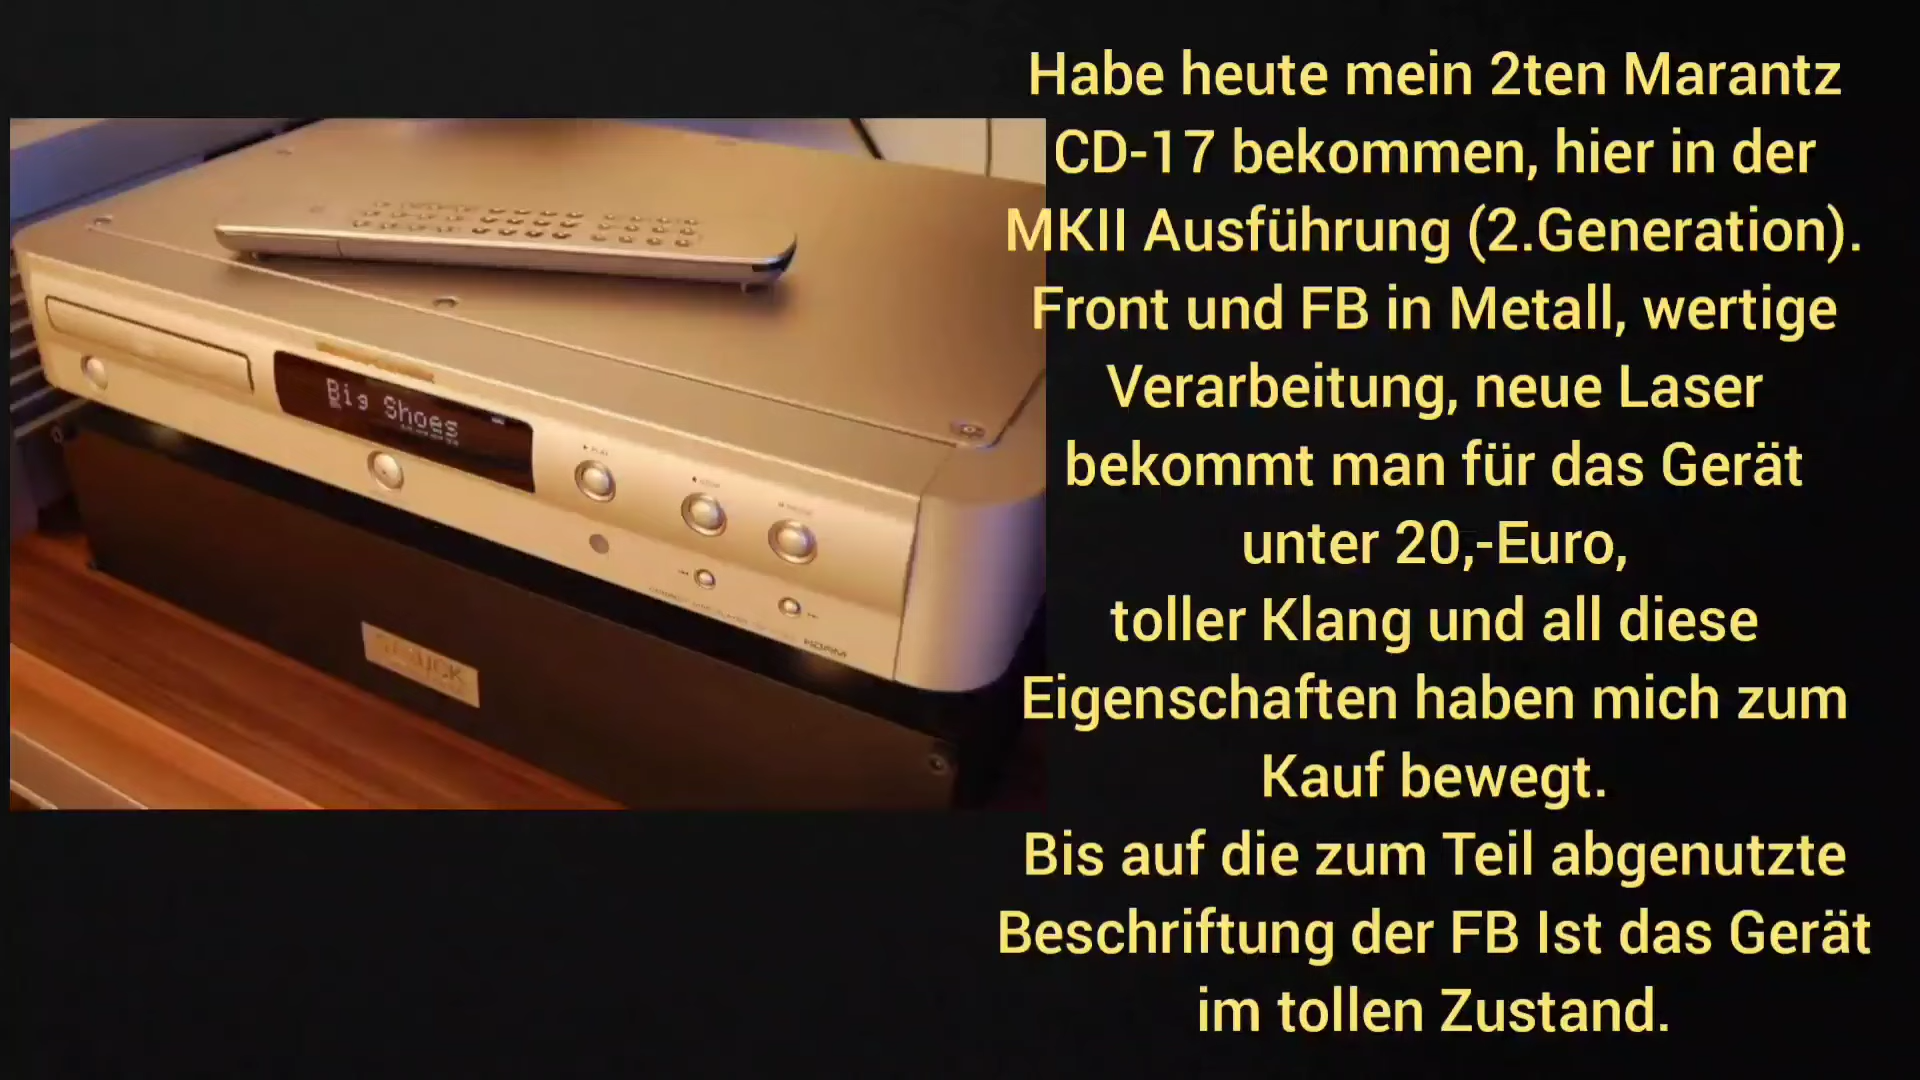 Habe heute mein 2ten Marantz
CD-17 bekommen, hier in der
MKII Ausführung (2.Generation).
Front und FB in Metall, wertige
Verarbeitung, neue Laser
bekommt man für das Gerät
unter 20,-Euro,
toller Klang und all diese
Eigenschaften haben mich zum
Kauf bewegt.
Bis auf die zum Teil abgenutzte
Beschriftung der FB Ist das Gerät
im tollen Zustand.
Big Shoes
PLAY
HDAM